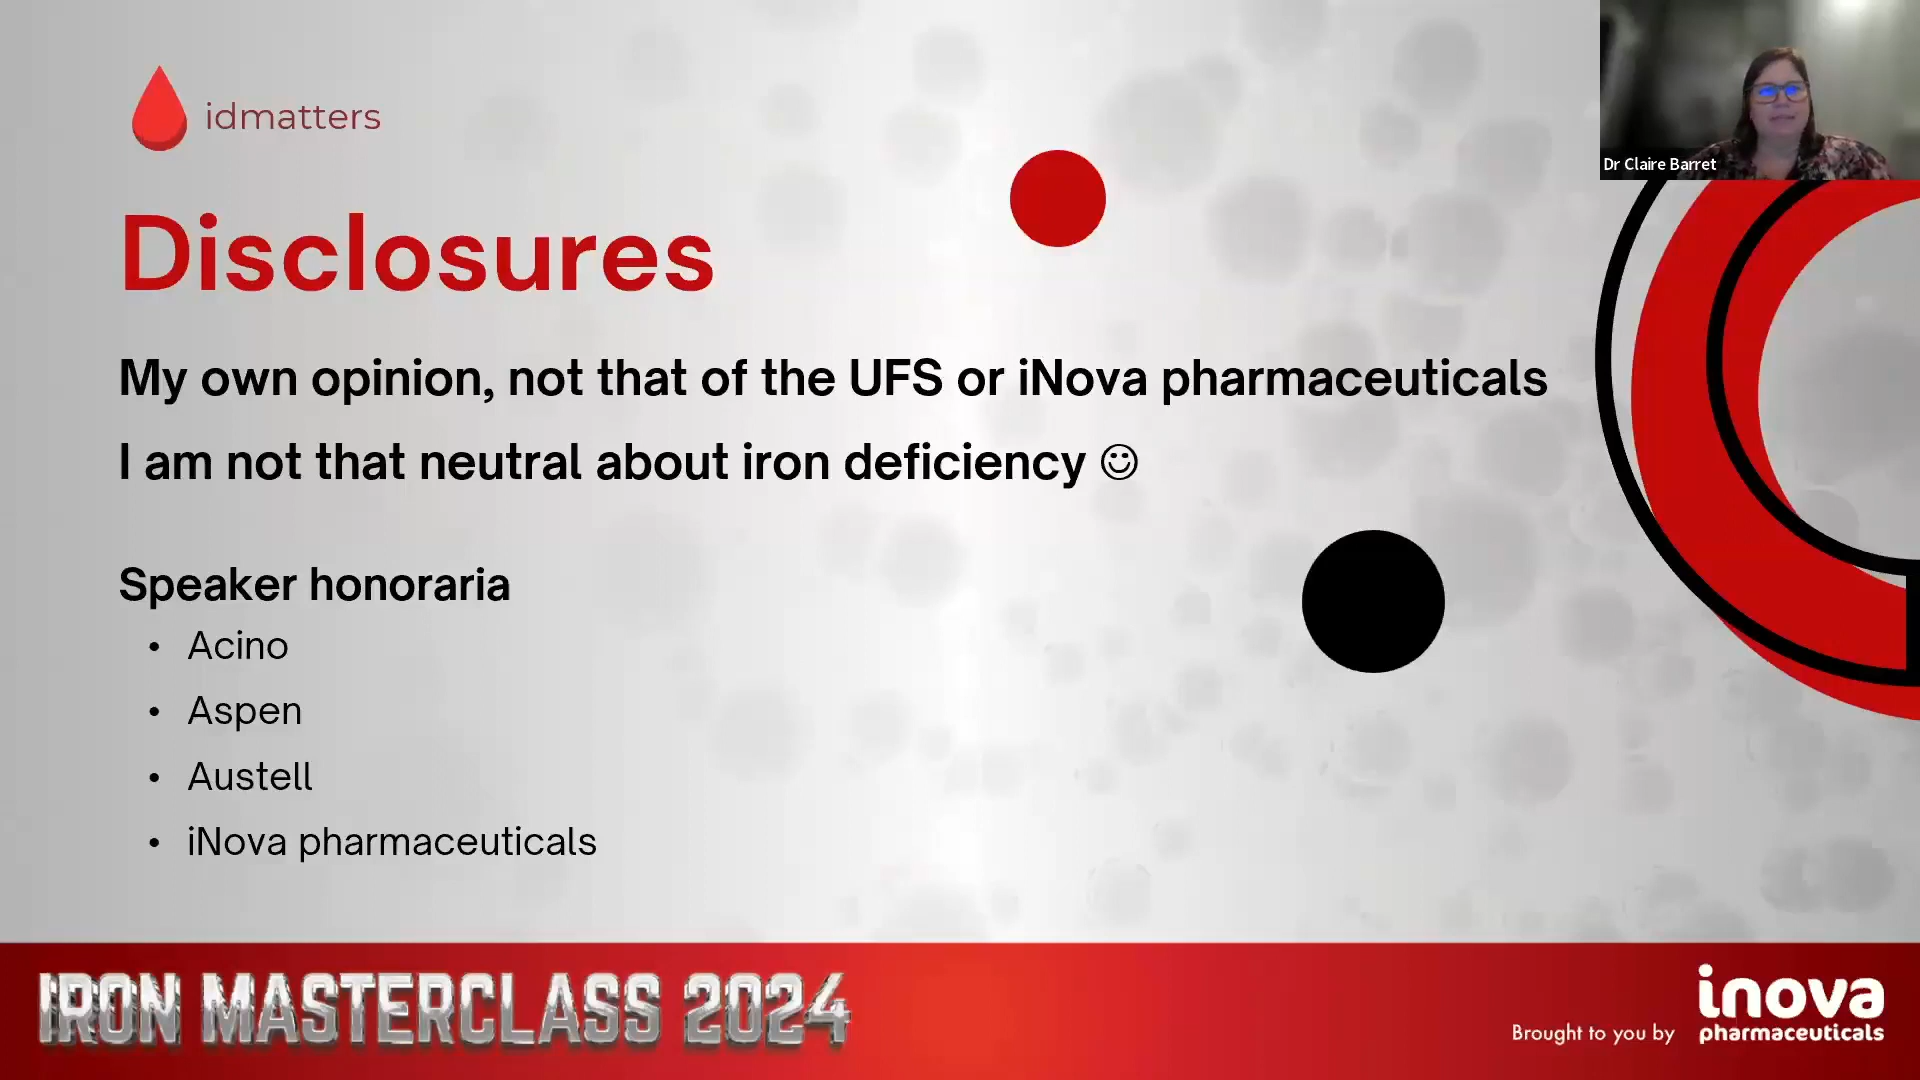 idmatters
Dr Claire Barret
Disclosures
My own opinion, not that of the UFS or iNova pharmaceuticals
I am not that neutral about iron deficiency ☺
Speaker honoraria
• Acino
• Aspen
• Austell
• iNova pharmaceuticals
IRON MASTERCLASS 2024
Brought to you by
inova
pharmaceuticals